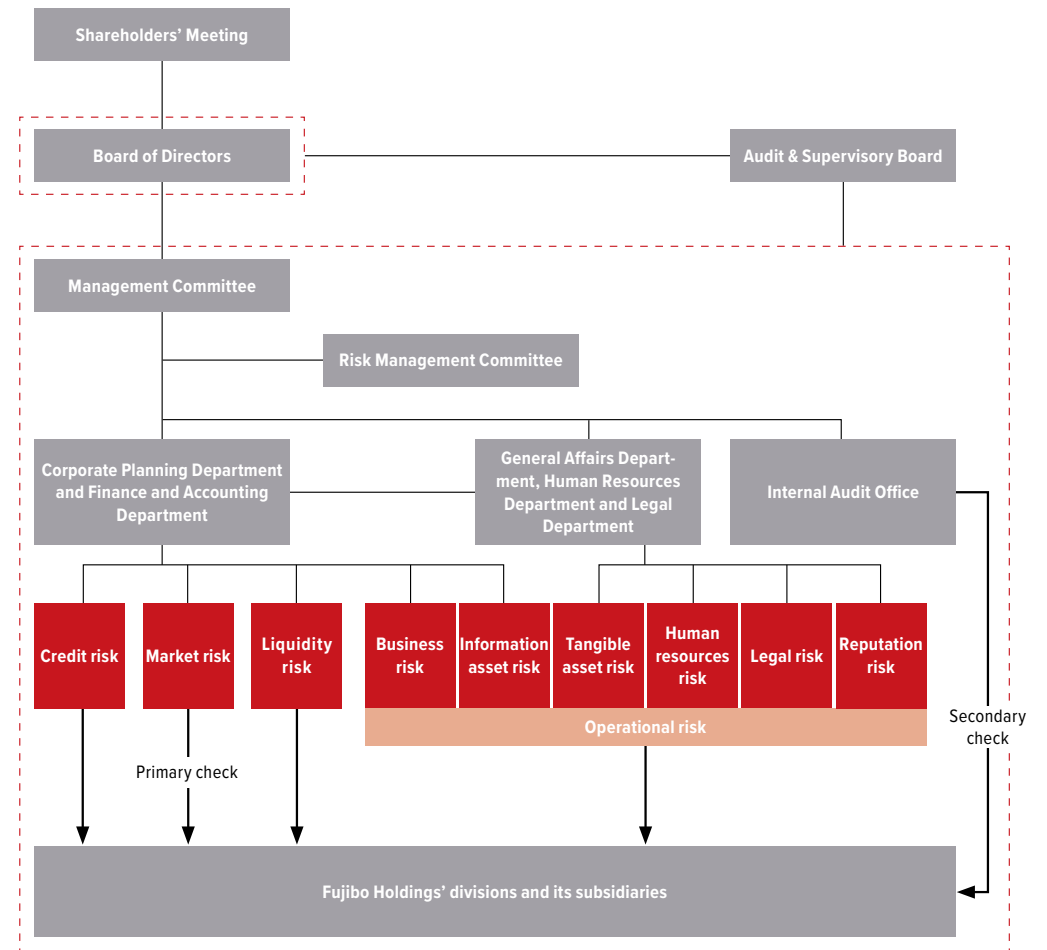 Shareholders’ Meeting
Board of Directors
Audit & Supervisory Board
Management Committee
Risk Management Committee
Corporate Planning Department
and Finance and Accounting
Department
General Affairs Depart-
ment, Human Resources
Department and Legal
Department
Internal Audit Office
Credit risk
Market risk
Liquidity
risk
Business
risk
Information
asset risk
Tangible
asset risk
Human
resources
risk
Legal risk
Reputation
risk
Operational risk
Secondary
check
Primary check
Fujibo Holdings’ divisions and its subsidiaries